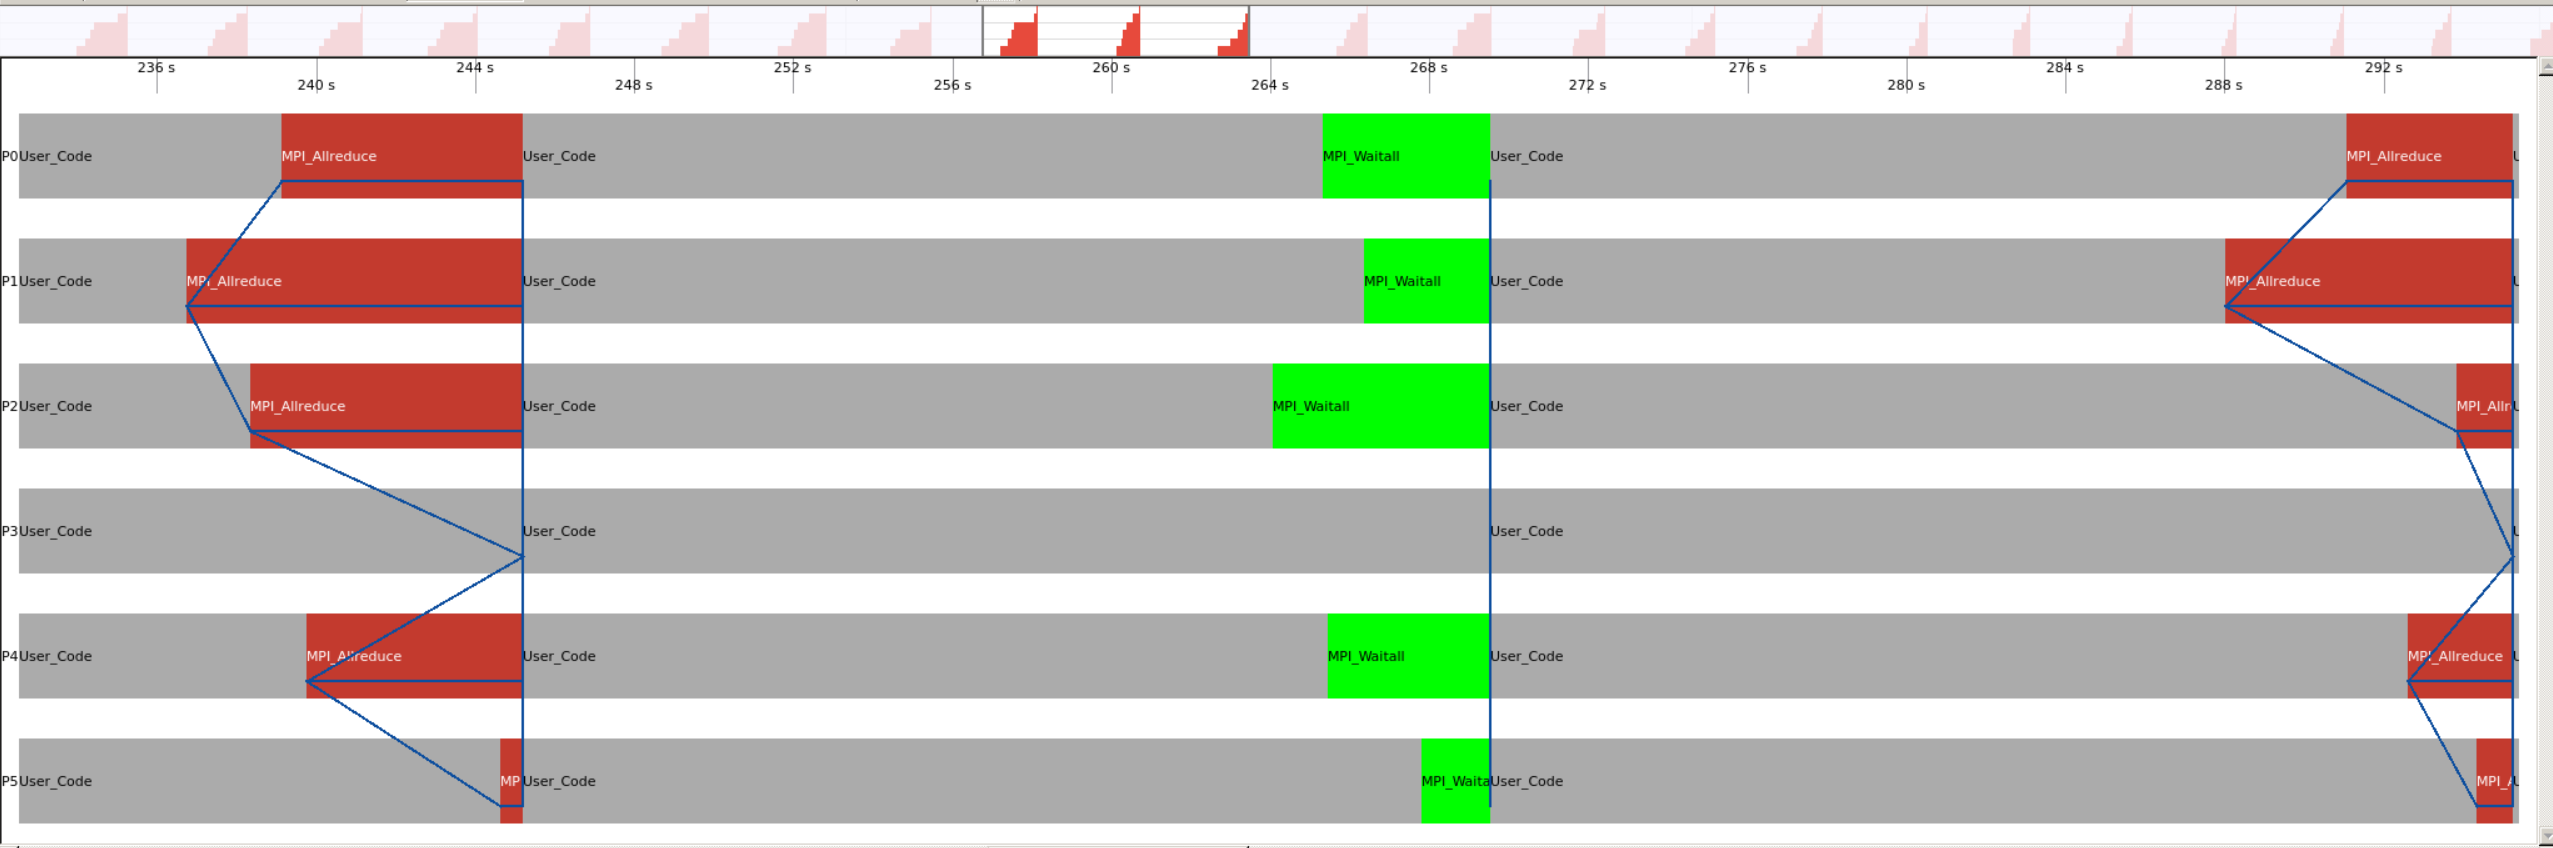 236 s 244 s 252 s 260 s 268 s 276 s 284 s 292 s
240 s 248 s 256 s 264 s 272 s 280 s 288 s
P0 User_Code MPI_Allreduce User_Code MPI_Waitall User_Code MPI_Allreduce
P1 User_Code MPI_Allreduce User_Code MPI_Waitall User_Code MPI_Allreduce
P2 User_Code MPI_Allreduce User_Code MPI_Waitall User_Code MPI_Allr
P3 User_Code User_Code User_Code
P4 User_Code MPI_Allreduce User_Code MPI_Waitall User_Code MPI_Allreduce
P5 User_Code MP User_Code MPI_Waita User_Code MPI_